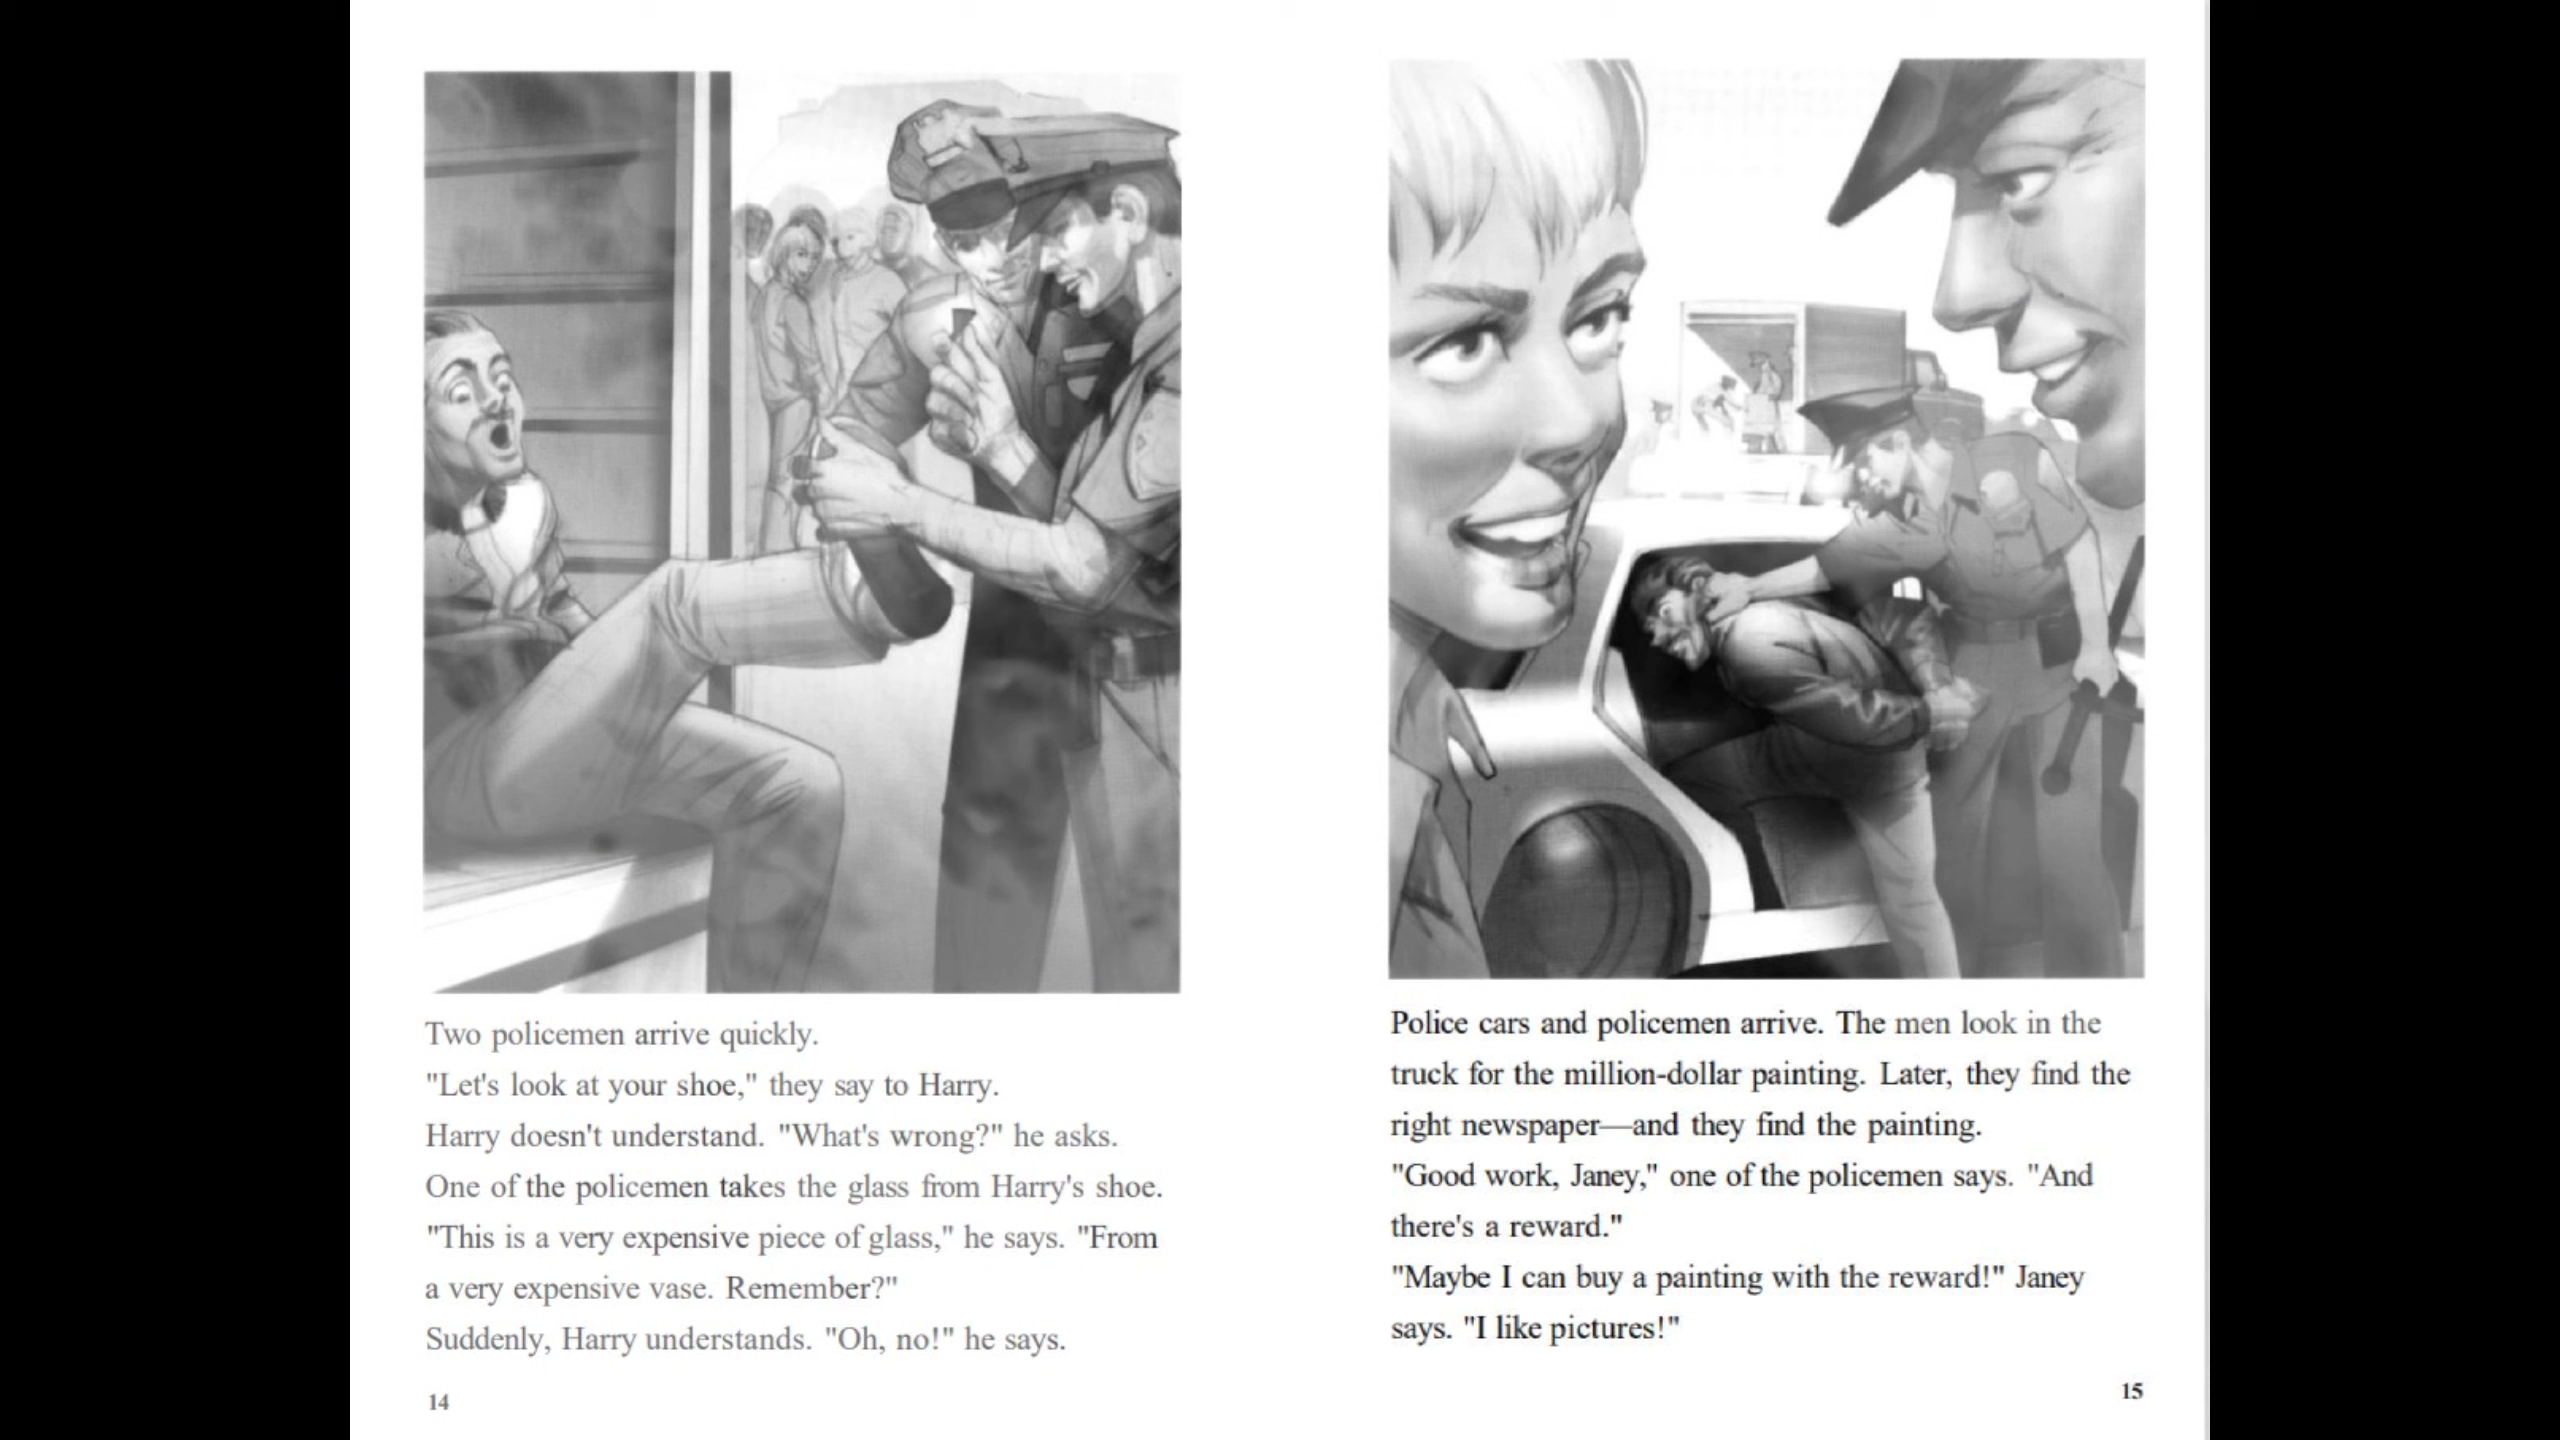 Two policemen arrive quickly.
"Let's look at your shoe," they say to Harry.
Harry doesn't understand. "What's wrong?" he asks.
One of the policemen takes the glass from Harry's shoe.
"This is a very expensive piece of glass," he says. "From
a very expensive vase. Remember?"
Suddenly, Harry understands. "Oh, no!" he says.
14
Police cars and policemen arrive. The men look in the
truck for the million-dollar painting. Later, they find the
right newspaper—and they find the painting.
"Good work, Janey," one of the policemen says. "And
there's a reward."
"Maybe I can buy a painting with the reward!" Janey
says. "I like pictures!"
15